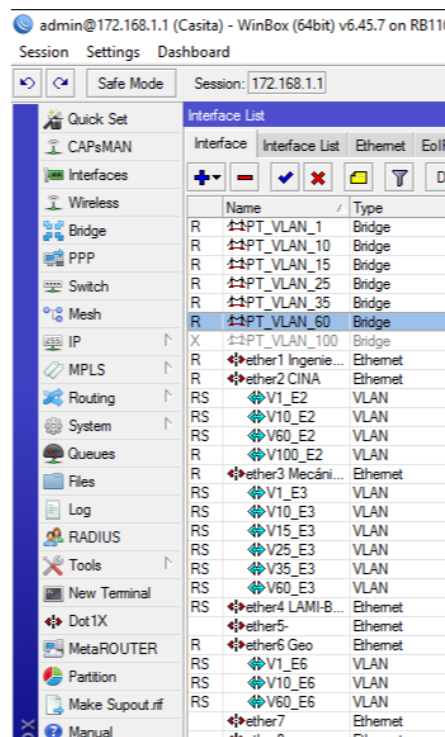 admin@172.168.1.1 (Casita) - WinBox (64bit) v6.45.7 on RB11
Session Settings Dashboard
Safe Mode Session: 172.168.1.1
Quick Set
CAPsMAN
Interfaces
Wireless
Bridge
PPP
Switch
Mesh
IP
MPLS
Routing
System
Queues
Files
Log
RADIUS
Tools
New Terminal
Dot1X
MetaROUTER
Partition
Make Supout.rif
Manual
Interface List
Interface Interface List Ethernet EoIP
Name / Type
R PT_VLAN_1 Bridge
R PT_VLAN_10 Bridge
R PT_VLAN_15 Bridge
R PT_VLAN_25 Bridge
R PT_VLAN_35 Bridge
R PT_VLAN_60 Bridge
X PT_VLAN_100 Bridge
R ether1 Ingenie... Ethernet
R ether2 CINA Ethernet
RS V1_E2 VLAN
RS V10_E2 VLAN
RS V60_E2 VLAN
R V100_E2 VLAN
R ether3 Mecáni... Ethernet
RS V1_E3 VLAN
RS V10_E3 VLAN
RS V15_E3 VLAN
RS V25_E3 VLAN
RS V35_E3 VLAN
RS V60_E3 VLAN
RS ether4 LAMI-B... Ethernet
ether5- Ethernet
R ether6 Geo Ethernet
RS V1_E6 VLAN
RS V10_E6 VLAN
RS V60_E6 VLAN
ether7 Ethernet